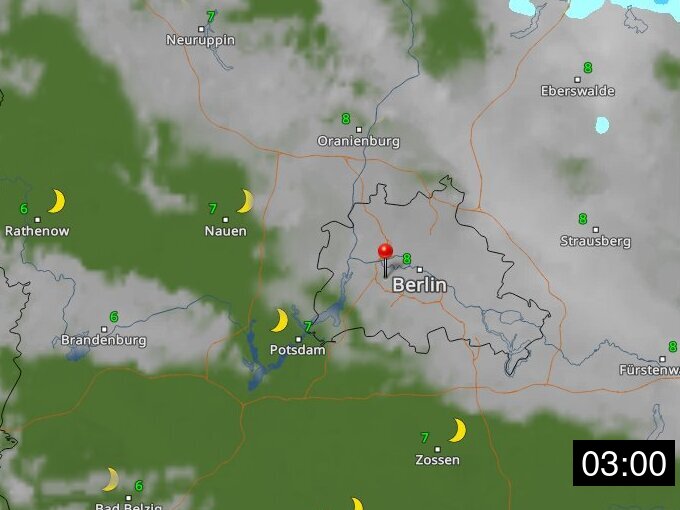 7
Neuruppin
8
Eberswalde
8
Oranienburg
6
Rathenow
7
Nauen
8
Strausberg
8
Berlin
6
Brandenburg
7
Potsdam
8
Fürstenwa
7
Zossen
03:00
6
Bad Belzig